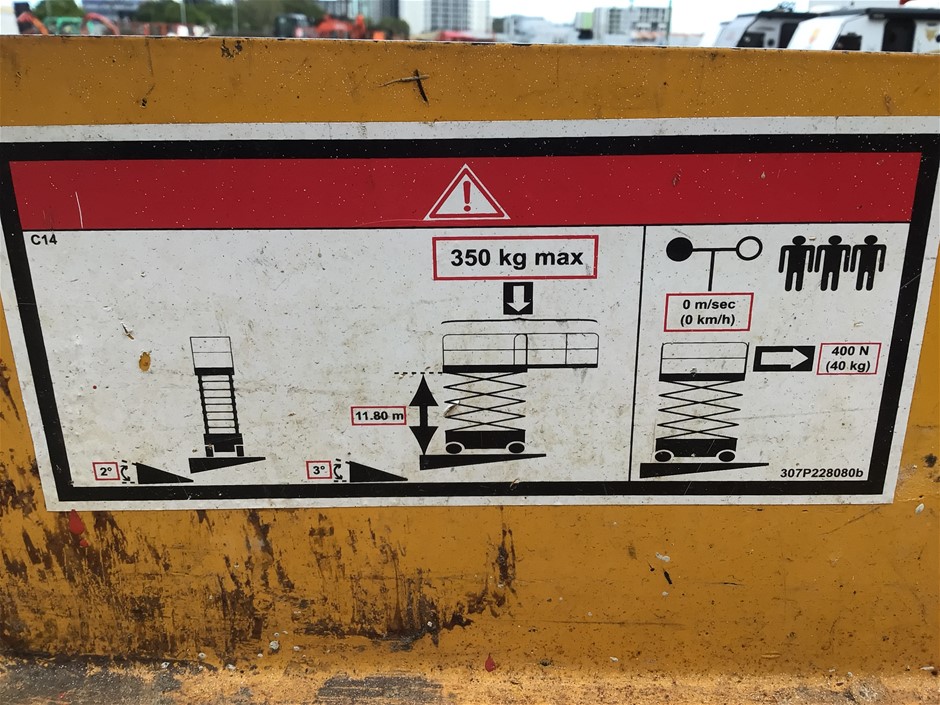 C14
350 kg max
11.80 m
2°
3°
0 m/sec
(0 km/h)
400 N
(40 kg)
307P228080b